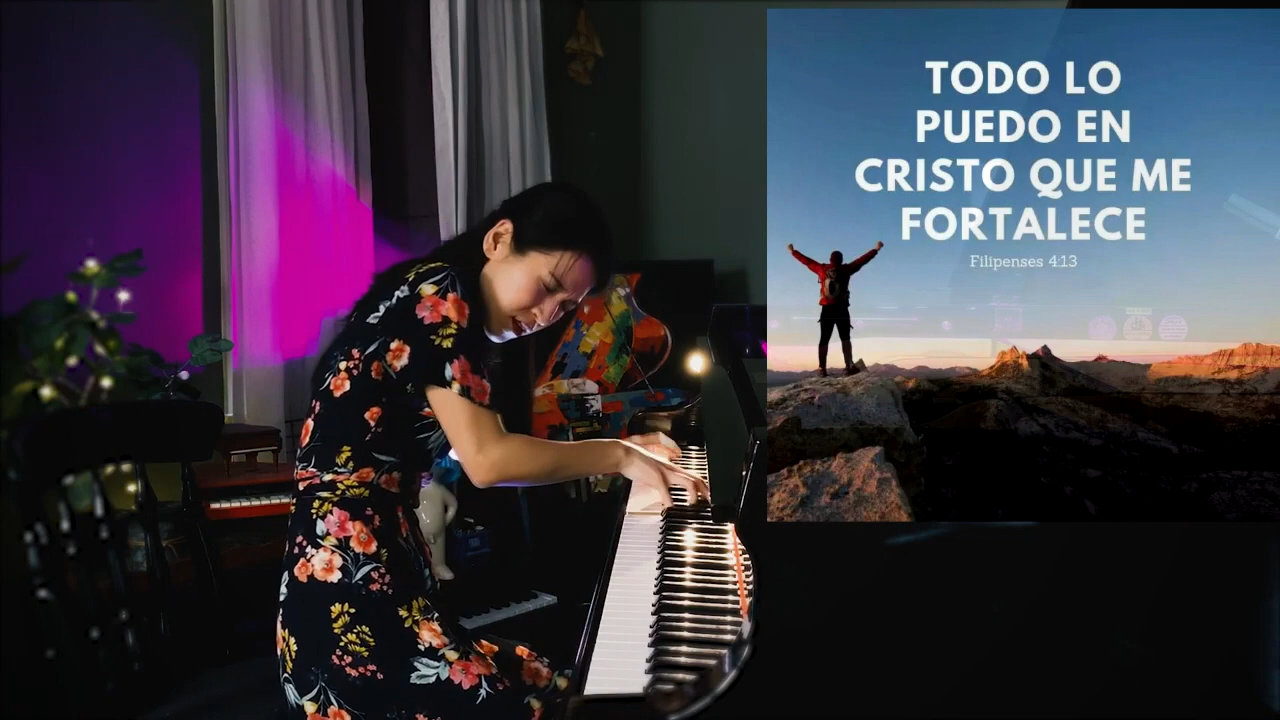 TODO LO
PUEDO EN
CRISTO QUE ME
FORTALECE
Filipenses 4:13